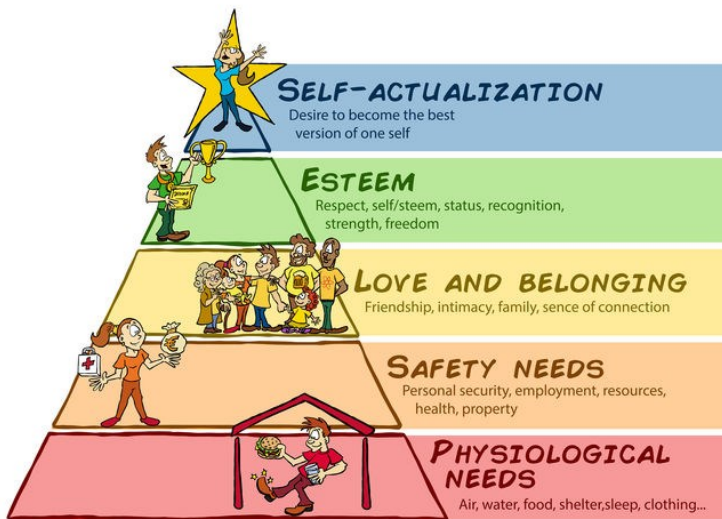 SELF-ACTUALIZATION
Desire to become the best
version of one self
ESTEEM
Respect, self/steem, status, recognition,
strength, freedom
LOVE AND BELONGING
Friendship, intimacy, family, sence of connection
SAFETY NEEDS
Personal security, employment, resources,
health, property
PHYSIOLOGICAL
NEEDS
Air, water, food, shelter,sleep, clothing...